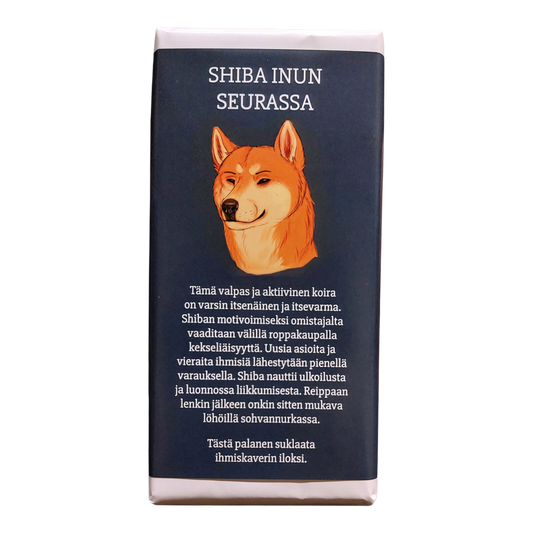 SHIBA INUN
SEURASSA
Tämä valpas ja aktiivinen koira
on varsin itsenäinen ja itsevarma.
Shiban motivoimiseksi omistajalta
vaaditaan välillä roppakaupalla
kekseliäisyyttä. Uusia asioita ja
vieraita ihmisiä lähestytään pienellä
varauksella. Shiba nauttii ulkoilusta
ja luonnossa liikkumisesta. Reippaan
lenkin jälkeen onkin sitten mukava
löhöillä sohvannurkassa.
Tästä palanen suklaata
ihmiskaverin iloksi.